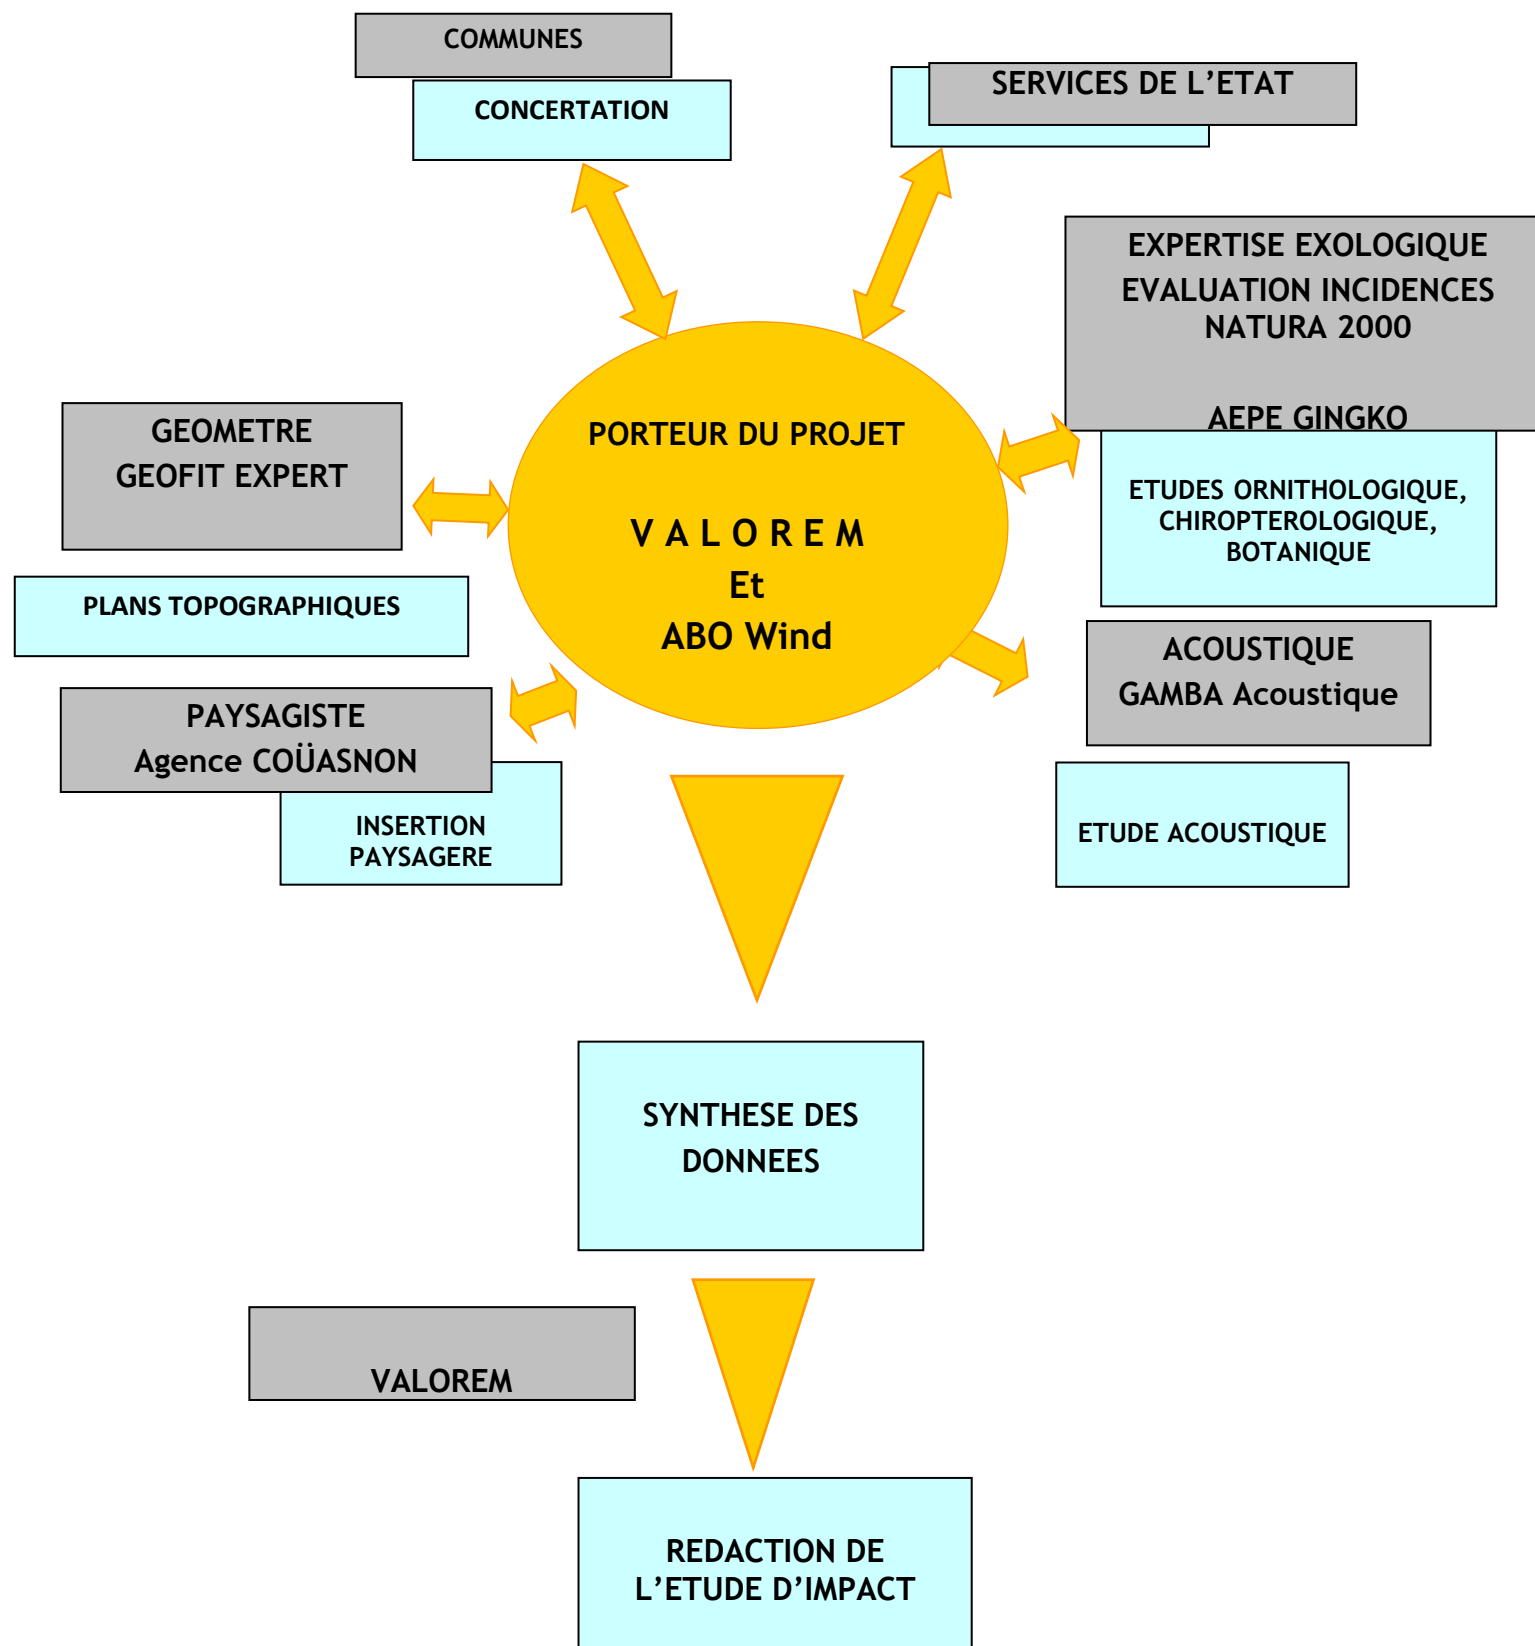 COMMUNES
CONCERTATION
SERVICES DE L’ETAT
EXPERTISE EXOLOGIQUE
EVALUATION INCIDENCES
NATURA 2000
AEPE GINGKO
ETUDES ORNITHOLOGIQUE,
CHIROPTEROLOGIQUE,
BOTANIQUE
GEOMETRE
GEOFIT EXPERT
PLANS TOPOGRAPHIQUES
PORTEUR DU PROJET
V A L O R E M
Et
ABO Wind
ACOUSTIQUE
GAMBA Acoustique
ETUDE ACOUSTIQUE
PAYSAGISTE
Agence COÜASNON
INSERTION
PAYSAGERE
SYNTHESE DES
DONNEES
VALOREM
REDACTION DE
L’ETUDE D’IMPACT